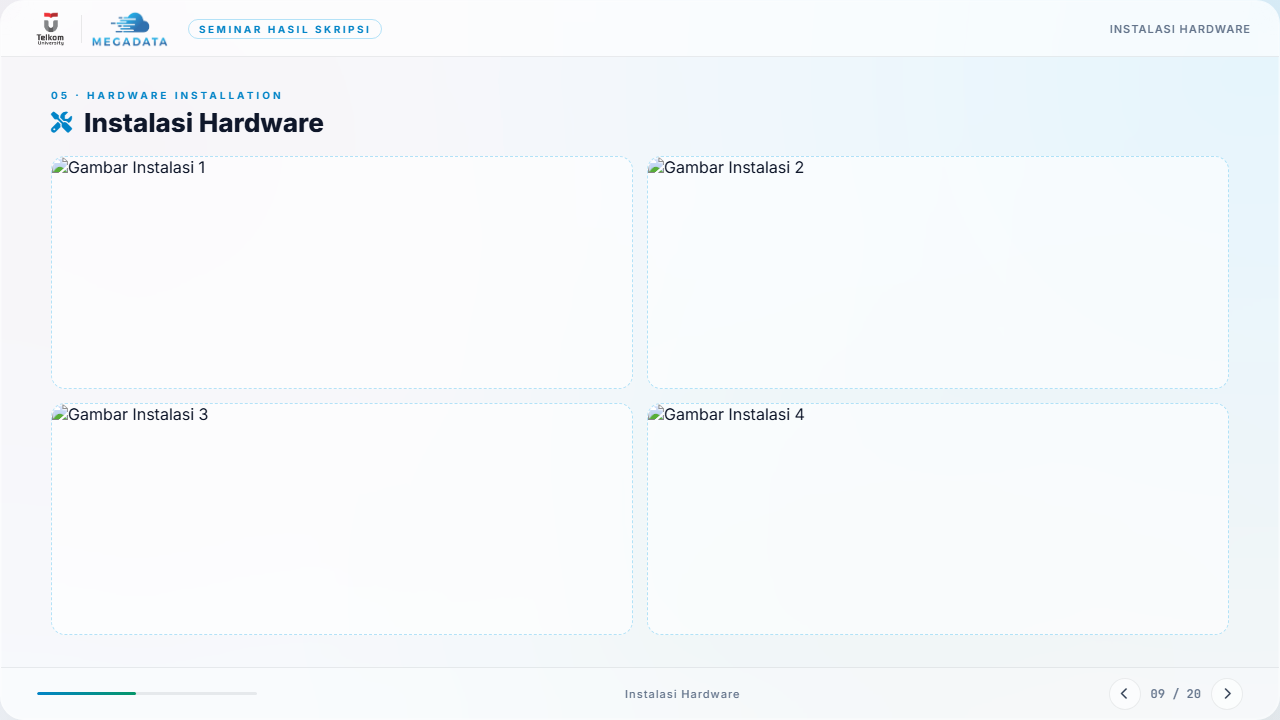 Telkom
University
MEGADATA
SEMINAR HASIL SKRIPSI
INSTALASI HARDWARE
05 · HARDWARE INSTALLATION
Instalasi Hardware
Gambar Instalasi 1
Gambar Instalasi 2
Gambar Instalasi 3
Gambar Instalasi 4
Instalasi Hardware
09 / 20